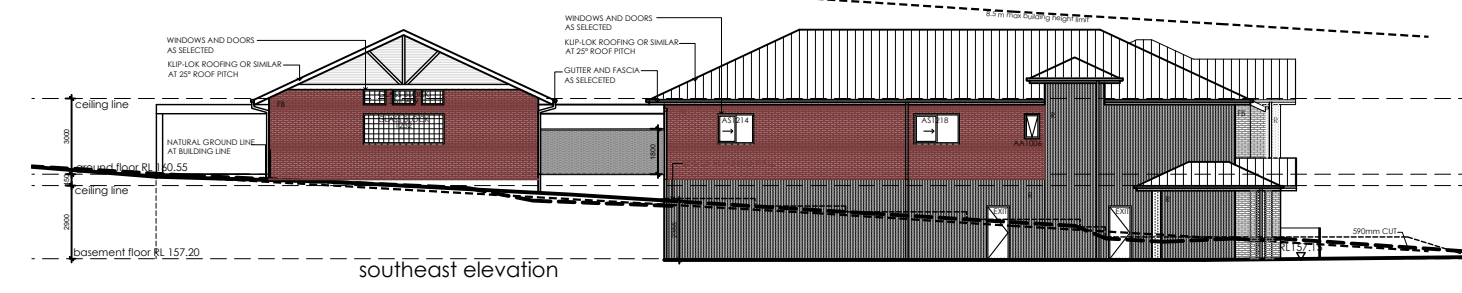 8.5 m max building height limit
WINDOWS AND DOORS
AS SELECTED
KLIP-LOK ROOFING OR SIMILAR
AT 25° ROOF PITCH
WINDOWS AND DOORS
AS SELECTED
KLIP-LOK ROOFING OR SIMILAR
AT 25° ROOF PITCH
GUTTER AND FASCIA
AS SELECETED
ceiling line
FB
FB
R
R
3000
AS1214
AS1218
AA1006
NATURAL GROUND LINE
AT BUILDING LINE
1800
ground floor RL 160.55
450
ceiling line
R
R
2900
EXIT
EXIT
590mm CUT
basement floor RL 157.20
southeast elevation